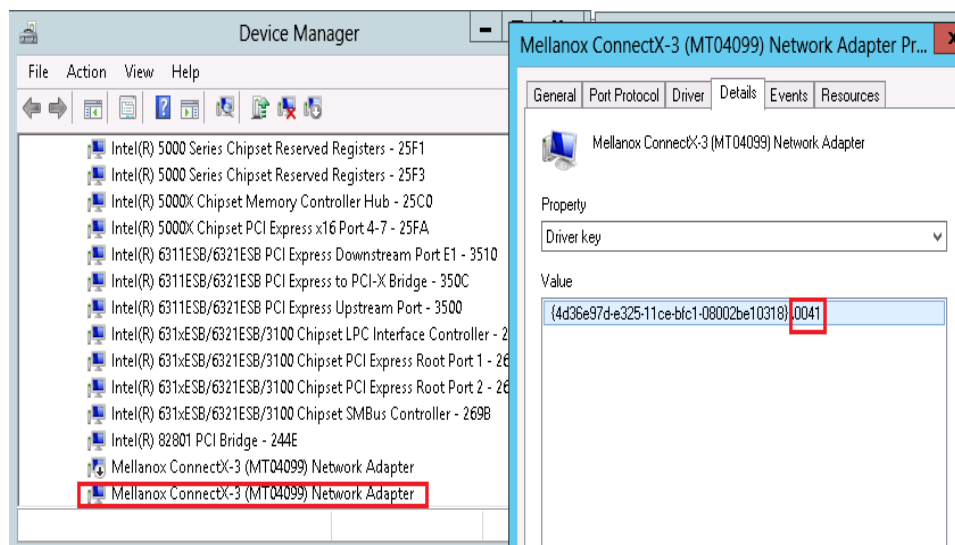 Device Manager
File Action View Help
Intel(R) 5000 Series Chipset Reserved Registers - 25F1
Intel(R) 5000 Series Chipset Reserved Registers - 25F3
Intel(R) 5000X Chipset Memory Controller Hub - 25C0
Intel(R) 5000X Chipset PCI Express x16 Port 4-7 - 25FA
Intel(R) 6311ESB/6321ESB PCI Express Downstream Port E1 - 3510
Intel(R) 6311ESB/6321ESB PCI Express to PCI-X Bridge - 350C
Intel(R) 6311ESB/6321ESB PCI Express Upstream Port - 3500
Intel(R) 631xESB/6321ESB/3100 Chipset LPC Interface Controller - 2
Intel(R) 631xESB/6321ESB/3100 Chipset PCI Express Root Port 1 - 26
Intel(R) 631xESB/6321ESB/3100 Chipset PCI Express Root Port 2 - 26
Intel(R) 631xESB/6321ESB/3100 Chipset SMBus Controller - 269B
Intel(R) 82801 PCI Bridge - 244E
Mellanox ConnectX-3 (MT04099) Network Adapter
Mellanox ConnectX-3 (MT04099) Network Adapter
Mellanox ConnectX-3 (MT04099) Network Adapter Pr...
General Port Protocol Driver Details Events Resources
Mellanox ConnectX-3 (MT04099) Network Adapter
Property
Driver key
Value
{4d36e97d-e325-11ce-bfc1-08002be10318}\0041